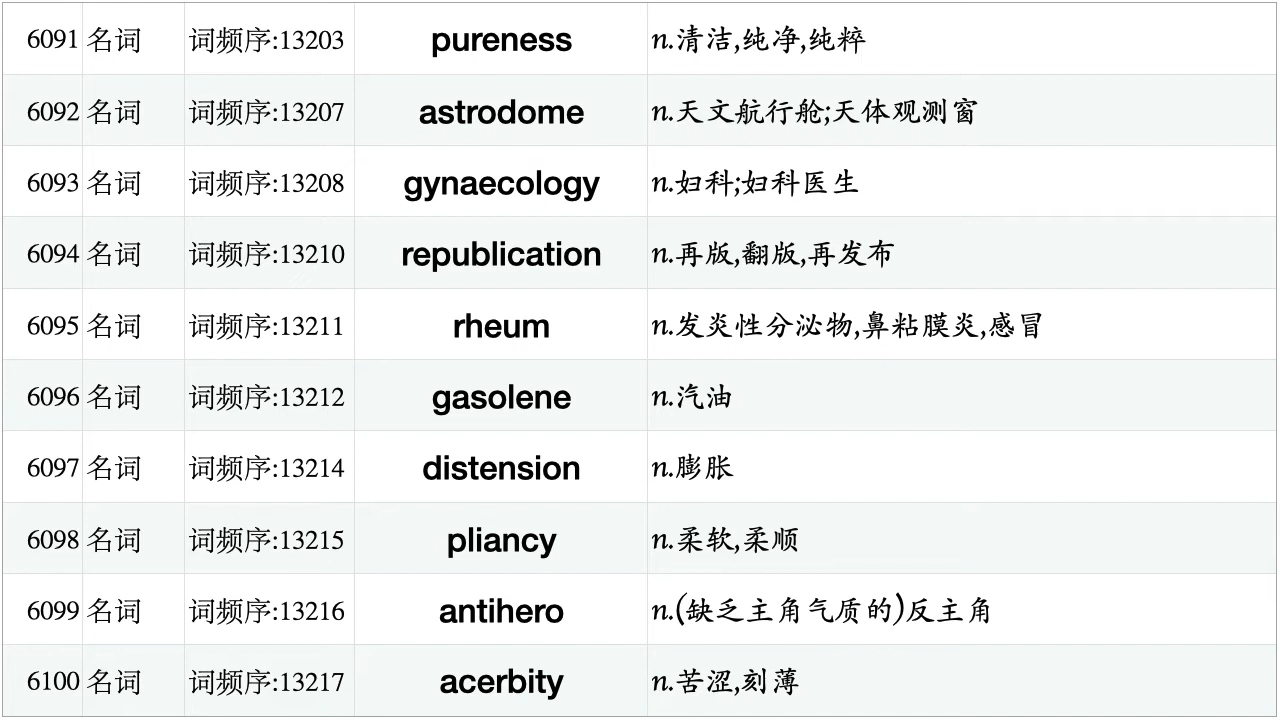 6091 名词 词频序:13203 pureness n.清洁,纯净,纯粹
6092 名词 词频序:13207 astrodome n.天文航行舱;天体观测窗
6093 名词 词频序:13208 gynaecology n.妇科;妇科医生
6094 名词 词频序:13210 republication n.再版,翻版,再发布
6095 名词 词频序:13211 rheum n.发炎性分泌物,鼻粘膜炎,感冒
6096 名词 词频序:13212 gasolene n.汽油
6097 名词 词频序:13214 distension n.膨胀
6098 名词 词频序:13215 pliancy n.柔软,柔顺
6099 名词 词频序:13216 antihero n.(缺乏主角气质的)反主角
6100 名词 词频序:13217 acerbity n.苦涩,刻薄